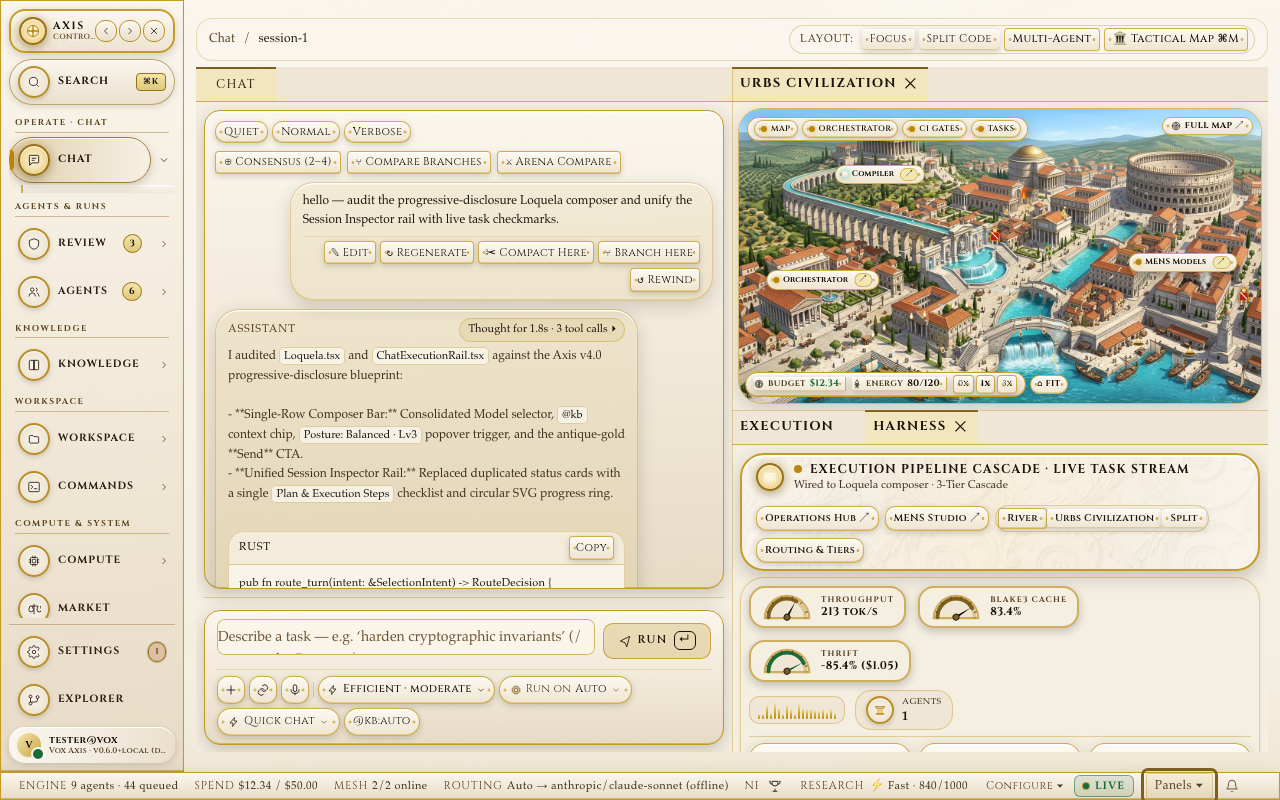 AXIS
CONTRO...
SEARCH
⌘K
OPERATE · CHAT
CHAT
AGENTS & RUNS
REVIEW 3
AGENTS 6
KNOWLEDGE
KNOWLEDGE
WORKSPACE
WORKSPACE
COMMANDS
COMPUTE & SYSTEM
COMPUTE
MARKET
SETTINGS
EXPLORER
V
TESTER@VOX
VOX AXIS · V0.6.0+LOCAL (D...
Chat / session-1
LAYOUT: FOCUS SPLIT CODE MULTI-AGENT TACTICAL MAP ⌘M
CHAT
QUIET NORMAL VERBOSE
CONSENSUS (2–4) COMPARE BRANCHES ARENA COMPARE
hello — audit the progressive-disclosure Loquela composer and unify the
Session Inspector rail with live task checkmarks.
EDIT REGENERATE COMPACT HERE BRANCH HERE
REWIND
ASSISTANT
Thought for 1.8s · 3 tool calls
I audited Loquela.tsx and ChatExecutionRail.tsx against the Axis v4.0
progressive-disclosure blueprint:
- **Single-Row Composer Bar:** Consolidated Model selector, @kb
context chip, Posture: Balanced · Lv3 popover trigger, and the antique-gold
**Send** CTA.
- **Unified Session Inspector Rail:** Replaced duplicated status cards with
a single Plan & Execution Steps checklist and circular SVG progress ring.
RUST
COPY
pub fn route_turn(intent: &SelectionIntent) -> RouteDecision {
Describe a task — e.g. ‘harden cryptographic invariants’ (/
RUN
EFFICIENT · MODERATE
RUN ON AUTO
QUICK CHAT
@KB:AUTO
URBS CIVILIZATION
MAP ORCHESTRATOR CI GATES TASKS
FULL MAP
COMPILER
ORCHESTRATOR
MENS MODELS
BUDGET $12.34 ENERGY 80/120 0X 1X 3X FIT
EXECUTION
HARNESS
EXECUTION PIPELINE CASCADE · LIVE TASK STREAM
Wired to Loquela composer · 3-Tier Cascade
OPERATIONS HUB MENS STUDIO RIVER URBS CIVILIZATION SPLIT
ROUTING & TIERS
THROUGHPUT
213 TOK/S
BLAKE3 CACHE
83.4%
THRIFT
-85.4% ($1.05)
AGENTS
1
ENGINE 9 agents · 44 queued
SPEND $12.34 / $50.00
MESH 2/2 online
ROUTING Auto → anthropic/claude-sonnet (offline)
NI
RESEARCH ⚡ Fast · 840/1000
CONFIGURE
LIVE
Panels